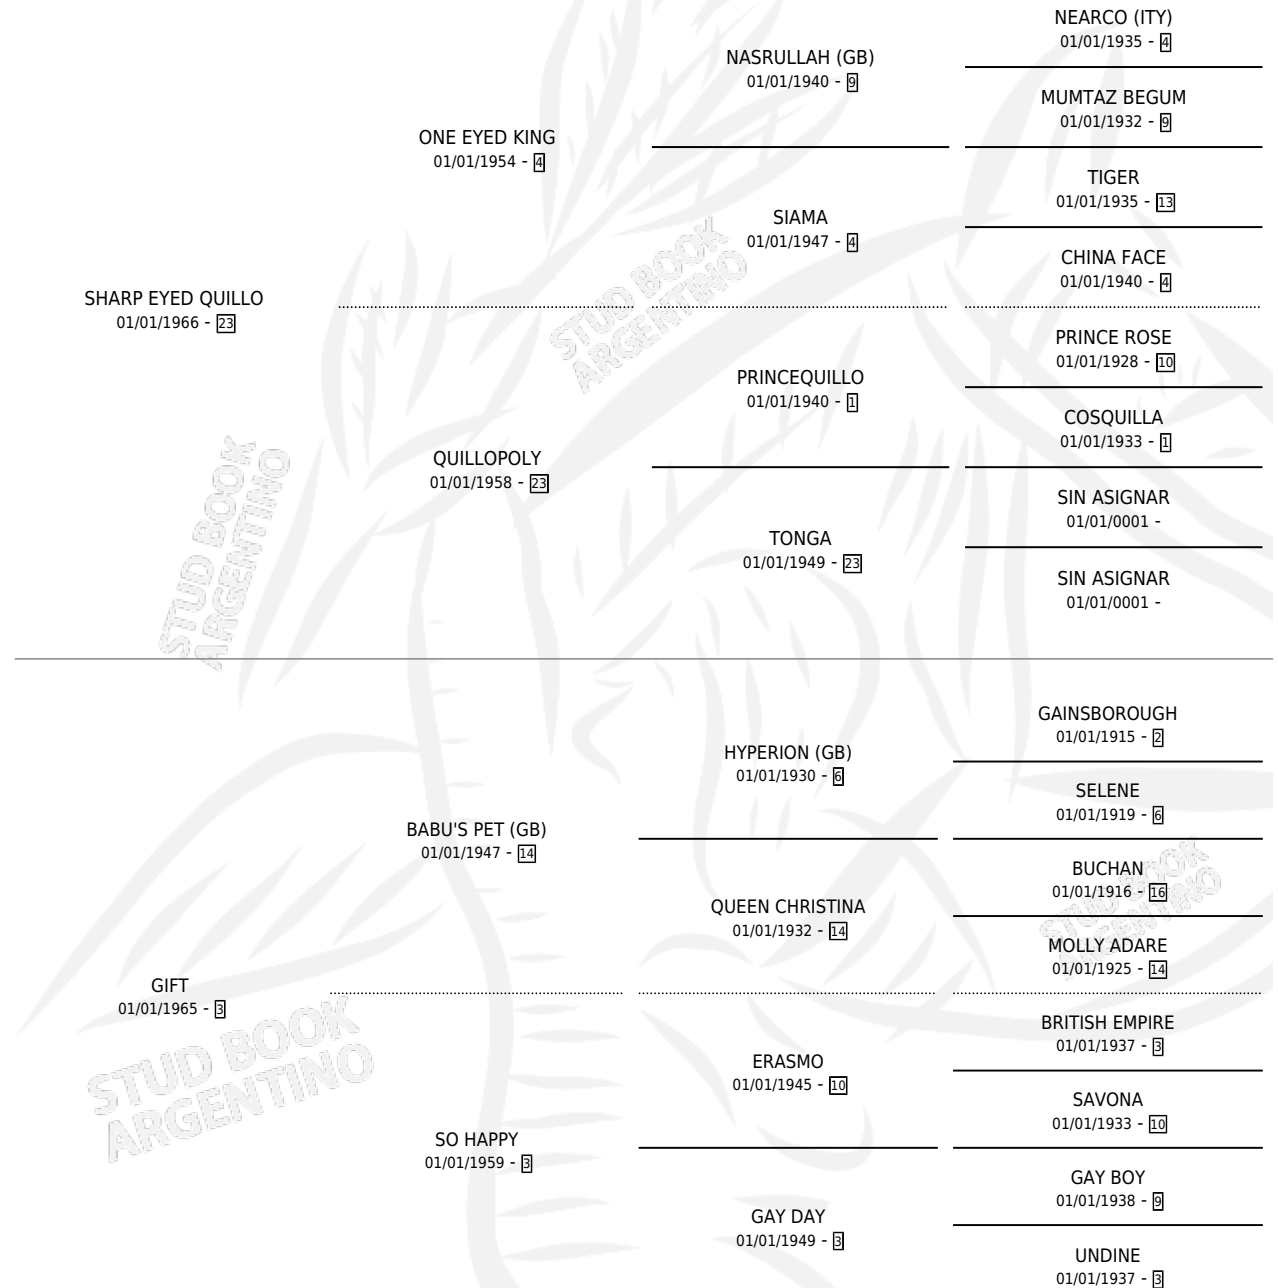 NEARCO (ITY)
01/01/1935 - 4
NASRULLAH (GB)
01/01/1940 - 9
MUMTAZ BEGUM
01/01/1932 - 9
ONE EYED KING
01/01/1954 - 4
TIGER
01/01/1935 - 13
SIAMA
01/01/1947 - 4
CHINA FACE
01/01/1940 - 4
SHARP EYED QUILLO
01/01/1966 - 23
STUD BOOK
ARGENTINO
PRINCE ROSE
01/01/1928 - 10
PRINCEQUILLO
01/01/1940 - 1
COSQUILLA
01/01/1933 - 1
QUILLOPOLY
01/01/1958 - 23
SIN ASIGNAR
01/01/0001 -
TONGA
01/01/1949 - 23
SIN ASIGNAR
01/01/0001 -
STUD BOOK
ARGENTINO
GAINSBOROUGH
01/01/1915 - 2
HYPERION (GB)
01/01/1930 - 6
SELENE
01/01/1919 - 6
BABU'S PET (GB)
01/01/1947 - 14
BUCHAN
01/01/1916 - 16
QUEEN CHRISTINA
01/01/1932 - 14
STUD BOOK
ARGENTINO
MOLLY ADARE
01/01/1925 - 14
GIFT
01/01/1965 - 3
BRITISH EMPIRE
01/01/1937 - 3
STUD BOOK
ARGENTINO
ERASMO
01/01/1945 - 10
SAVONA
01/01/1933 - 10
SO HAPPY
01/01/1959 - 3
GAY BOY
01/01/1938 - 9
GAY DAY
01/01/1949 - 3
UNDINE
01/01/1937 - 3